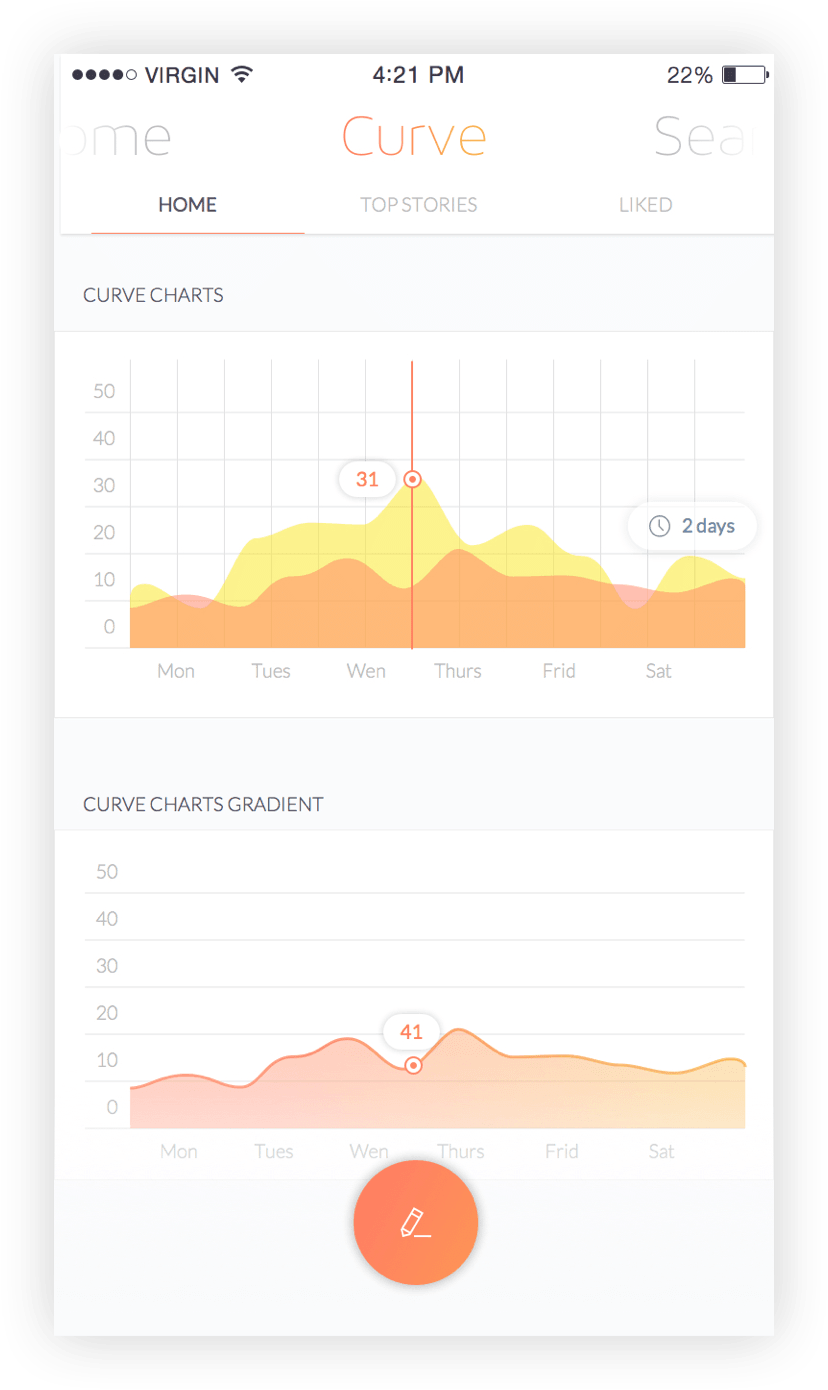 VIRGIN 4:21 PM 22%
ome Curve Sea
HOME TOP STORIES LIKED
CURVE CHARTS
50
40
31
30
2 days
20
10
0
Mon Tues Wen Thurs Frid Sat
CURVE CHARTS GRADIENT
50
40
30
20
41
10
0
Mon Tues Wen Thurs Frid Sat